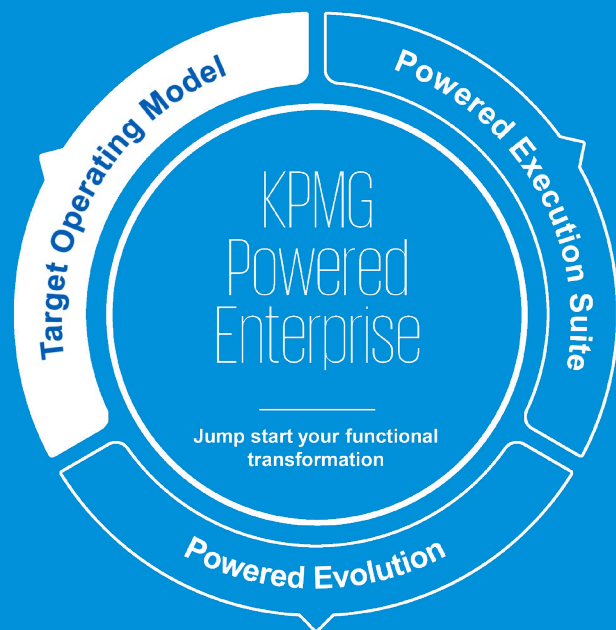 Target Operating Model
Powered Execution Suite
KPMG
Powered
Enterprise
Jump start your functional
transformation
Powered Evolution